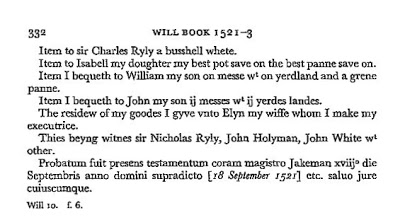 332 WILL BOOK 1521-3
Item to sir Charles Ryly a busshell whete.
Item to Isabell my doughter my best pot save on the best panne save on.
Item I bequeth to William my son on messe wᵗ on yerdland and a grene
panne.
Item I bequeth to John my son ij messes wᵗ ij yerdes landes.
The residew of my goodes I gyve vnto Elyn my wiffe whom I make my
executrice.
Thies beyng witnes sir Nicholas Ryly, John Holyman, John White wᵗ
other.
Probatum fuit presens testamentum coram magistro Jakeman xviijº die
Septembris anno domini supradicto [18 September 1521] etc. saluo jure
cuiuscumque.
Will 10. f. 6.